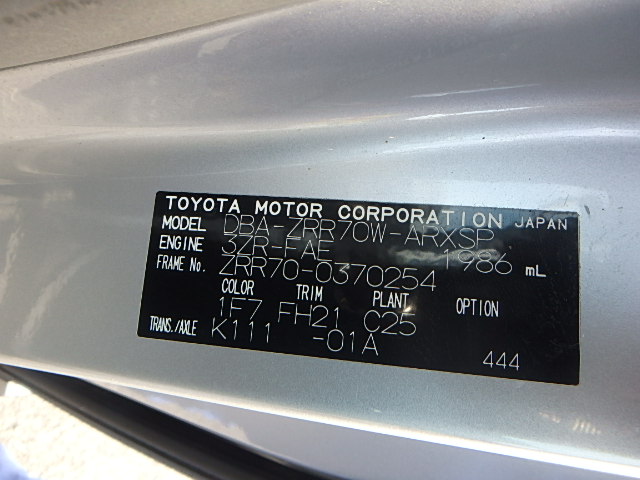 TOYOTA MOTOR CORPORATION JAPAN
MODEL DBA-ZRR70W-ARXSP
ENGINE 3ZR-FAE 1986 mL
FRAME No. ZRR70-0370254
COLOR TRIM PLANT OPTION
1F7 FH21 C25
TRANS./AXLE K111 -01A
444